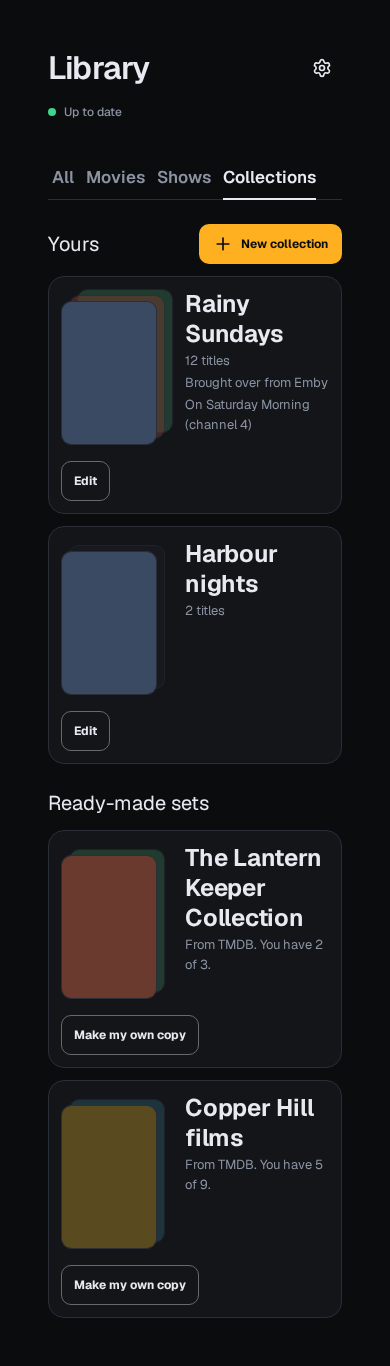 Library
Up to date
All Movies Shows Collections
Yours
New collection
Rainy
Sundays
12 titles
Brought over from Emby
On Saturday Morning
(channel 4)
Edit
Harbour
nights
2 titles
Edit
Ready-made sets
The Lantern
Keeper
Collection
From TMDB. You have 2
of 3.
Make my own copy
Copper Hill
films
From TMDB. You have 5
of 9.
Make my own copy